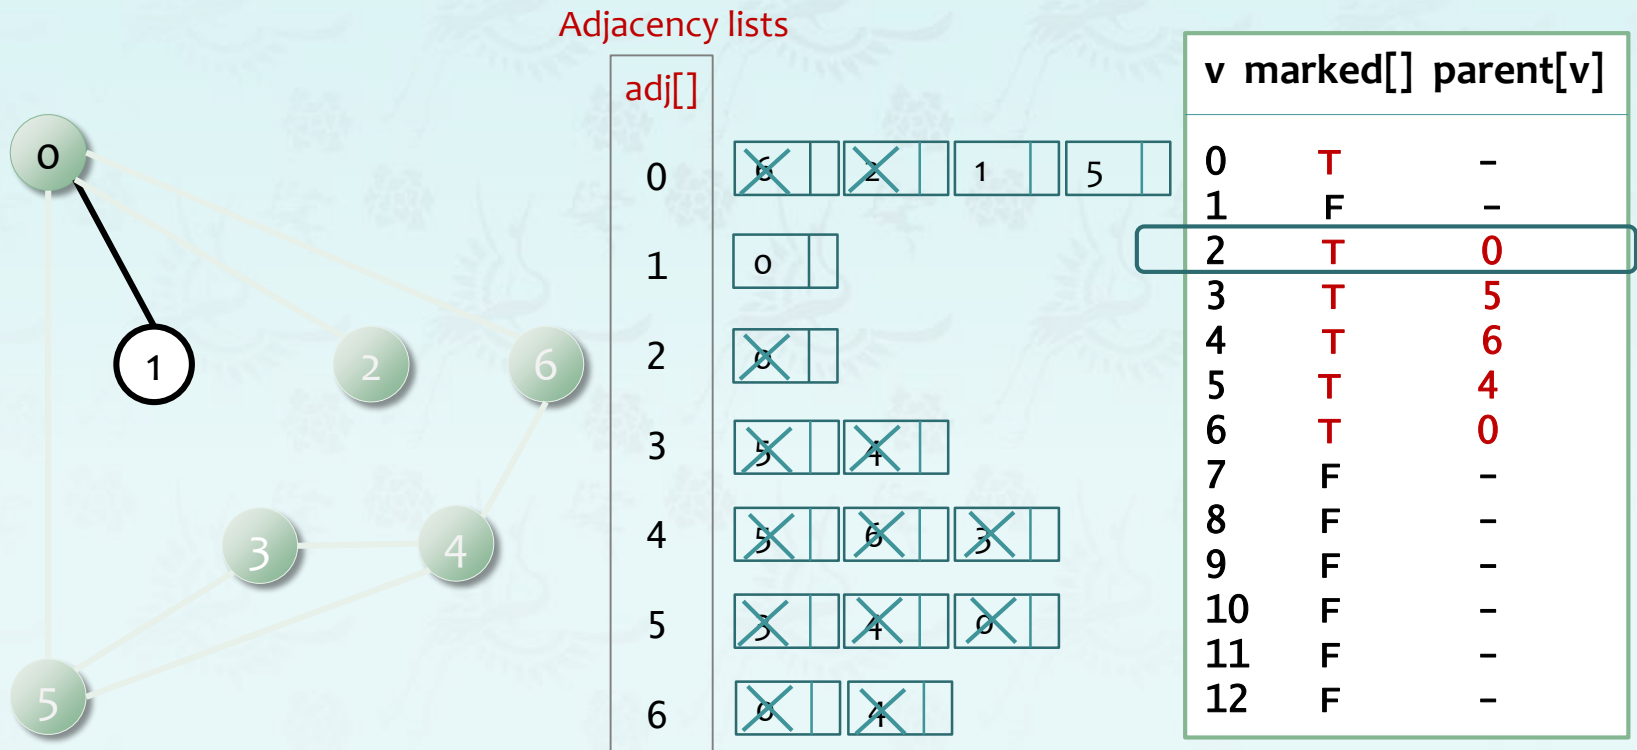 Adjacency lists
adj[]
0 6 2 1 5
1 0
2 0
3 5 4
4 5 6 3
5 3 4 0
6 0 4
0
1
2
6
3
4
5
v marked[] parent[v]
0 T –
1 F –
2 T 0
3 T 5
4 T 6
5 T 4
6 T 0
7 F –
8 F –
9 F –
10 F –
11 F –
12 F –